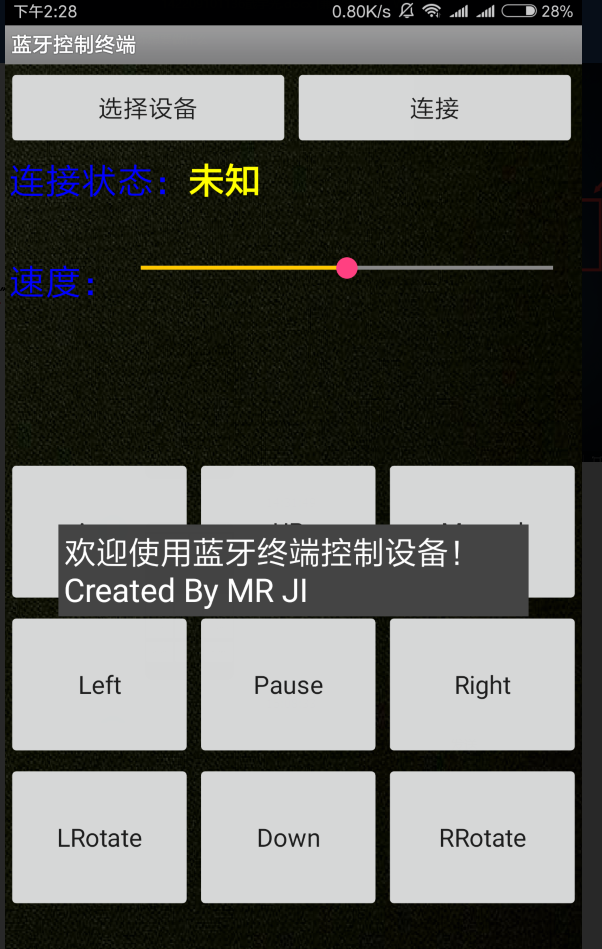 下午2:28
0.80K/s
28%
蓝牙控制终端
选择设备
连接
连接状态：未知
速度：
欢迎使用蓝牙终端控制设备！
Created By MR JI
Left
Pause
Right
LRotate
Down
RRotate